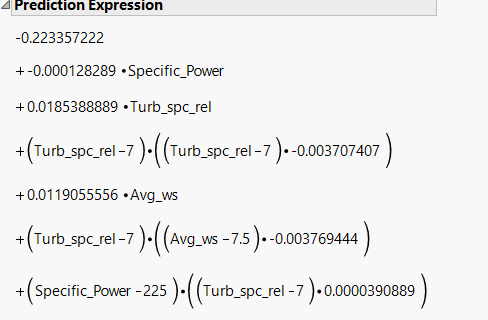 Prediction Expression
-0.223357222
+ -0.000128289 • Specific_Power
+ 0.0185388889 • Turb_spc_rel
+ (Turb_spc_rel - 7) • ((Turb_spc_rel - 7) • -0.003707407)
+ 0.0119055556 • Avg_ws
+ (Turb_spc_rel - 7) • ((Avg_ws - 7.5) • -0.003769444)
+ (Specific_Power - 225) • ((Turb_spc_rel - 7) • 0.0000390889)